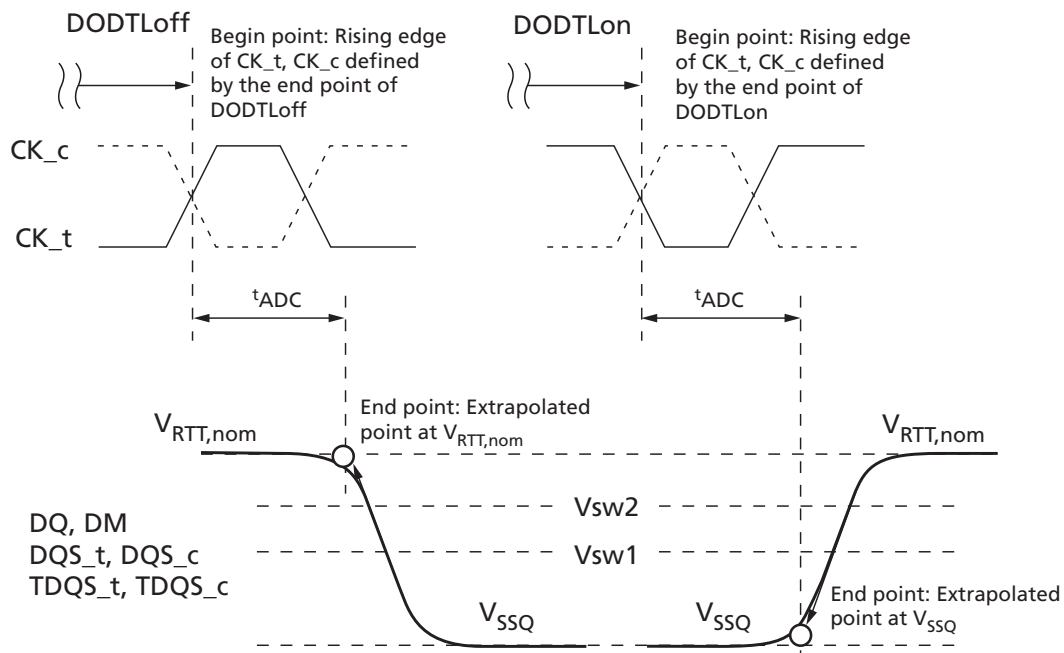 DODTLoff
Begin point: Rising edge
of CK_t, CK_c defined
by the end point of
DODTLoff
DODTLon
Begin point: Rising edge
of CK_t, CK_c defined
by the end point of
DODTLon
CK_c
CK_t
tADC
tADC
VRTT,nom
End point: Extrapolated
point at VRTT,nom
VRTT,nom
Vsw2
Vsw1
DQ, DM
DQS_t, DQS_c
TDQS_t, TDQS_c
VSSQ
VSSQ
End point: Extrapolated
point at VSSQ